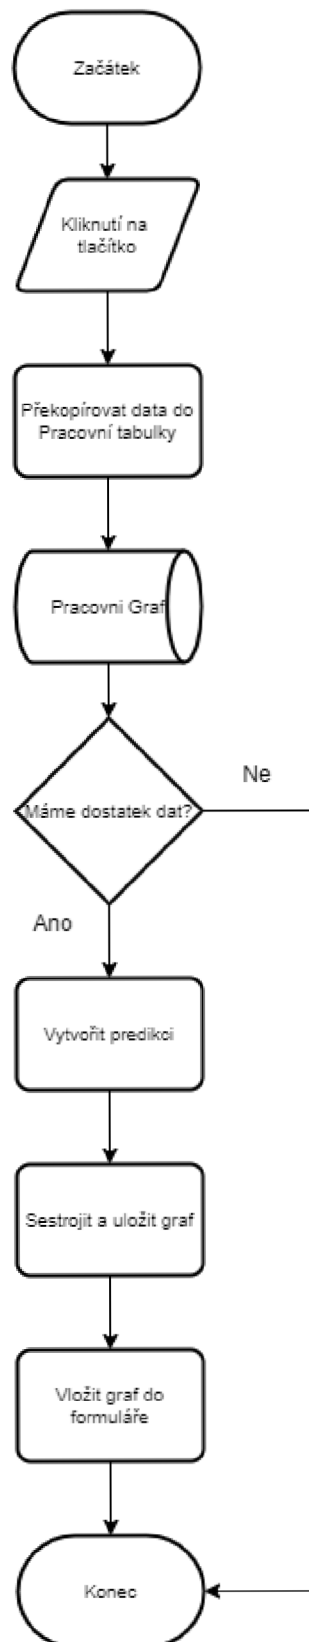 Začátek
Kliknutí na
tlačítko
Překopírovat data do
Pracovní tabulky
Pracovni Graf
Máme dostatek dat?
Ne
Ano
Vytvořit predikci
Sestrojit a uložit graf
Vložit graf do
formuláře
Konec